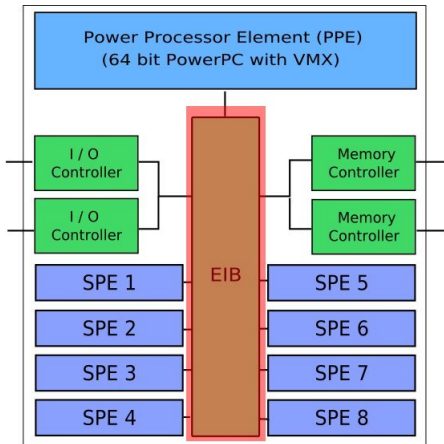 Power Processor Element (PPE)
(64 bit PowerPC with VMX)
I / O
Controller
Memory
Controller
I / O
Controller
Memory
Controller
EIB
SPE 1
SPE 5
SPE 2
SPE 6
SPE 3
SPE 7
SPE 4
SPE 8